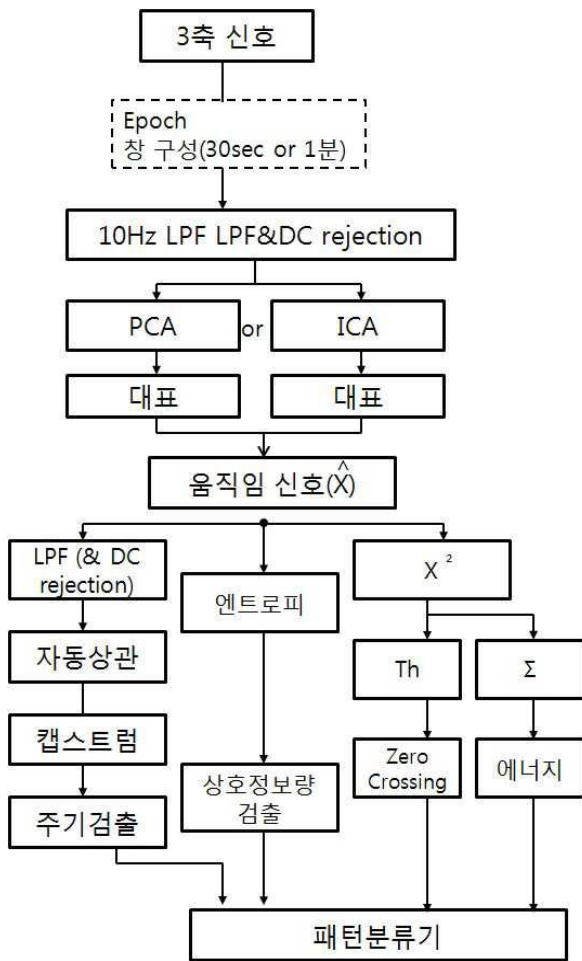 3축 신호
Epoch
창 구성(30sec or 1분)
10Hz LPF LPF&DC rejection
PCA or ICA
대표 대표
움직임 신호(X̂)
LPF (& DC
rejection)
엔트로피
X ²
자동상관
Th
Σ
캡스트럼
Zero
Crossing
에너지
상호정보량
검출
주기검출
패턴분류기